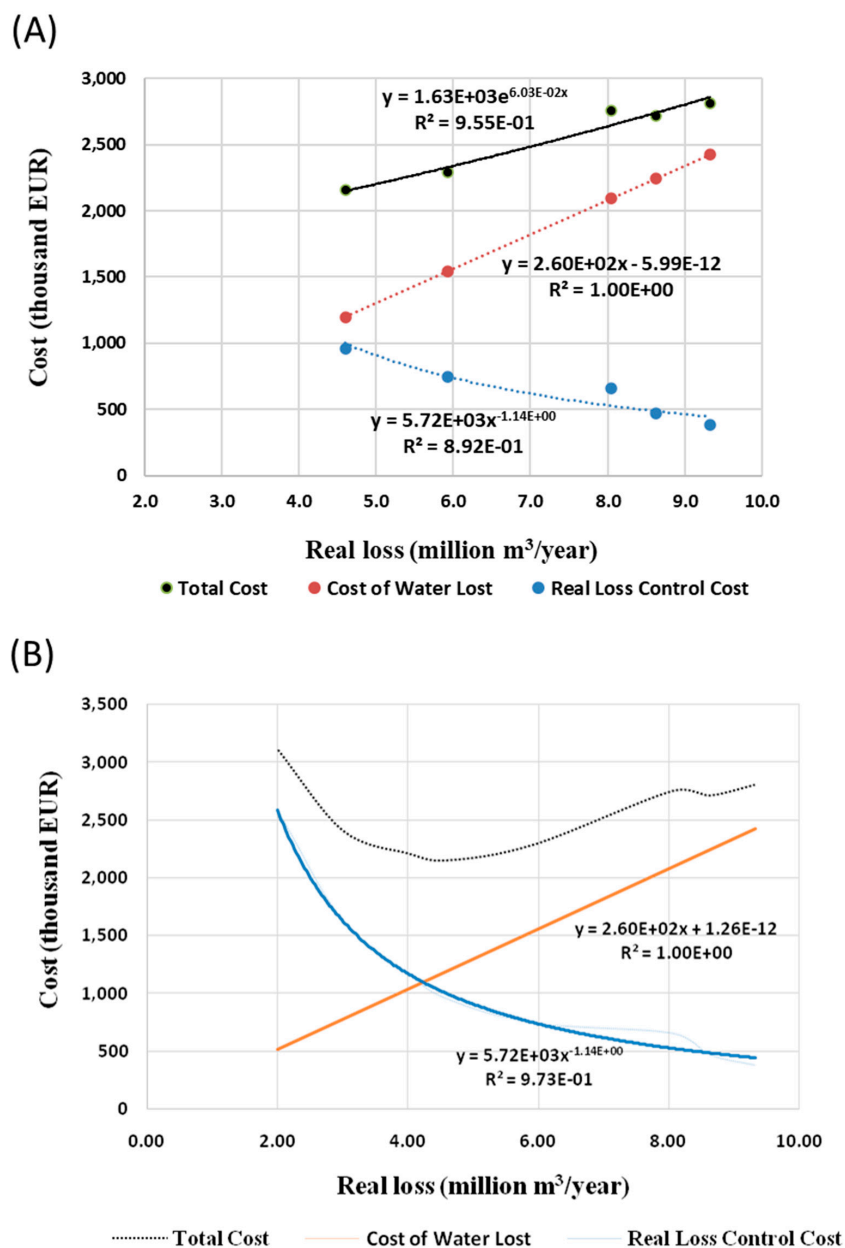 (A)
3,000
2,500
2,000
1,500
1,000
500
0
Cost (thousand EUR)
y = 1.63E+03e^6.03E-02x
R² = 9.55E-01
y = 2.60E+02x - 5.99E-12
R² = 1.00E+00
y = 5.72E+03x^-1.14E+00
R² = 8.92E-01
2.0 3.0 4.0 5.0 6.0 7.0 8.0 9.0 10.0
Real loss (million m³/year)
Total Cost Cost of Water Lost Real Loss Control Cost
(B)
3,500
3,000
2,500
2,000
1,500
1,000
500
0
Cost (thousand EUR)
y = 2.60E+02x + 1.26E-12
R² = 1.00E+00
y = 5.72E+03x^-1.14E+00
R² = 9.73E-01
0.00 2.00 4.00 6.00 8.00 10.00
Real loss (million m³/year)
Total Cost Cost of Water Lost Real Loss Control Cost